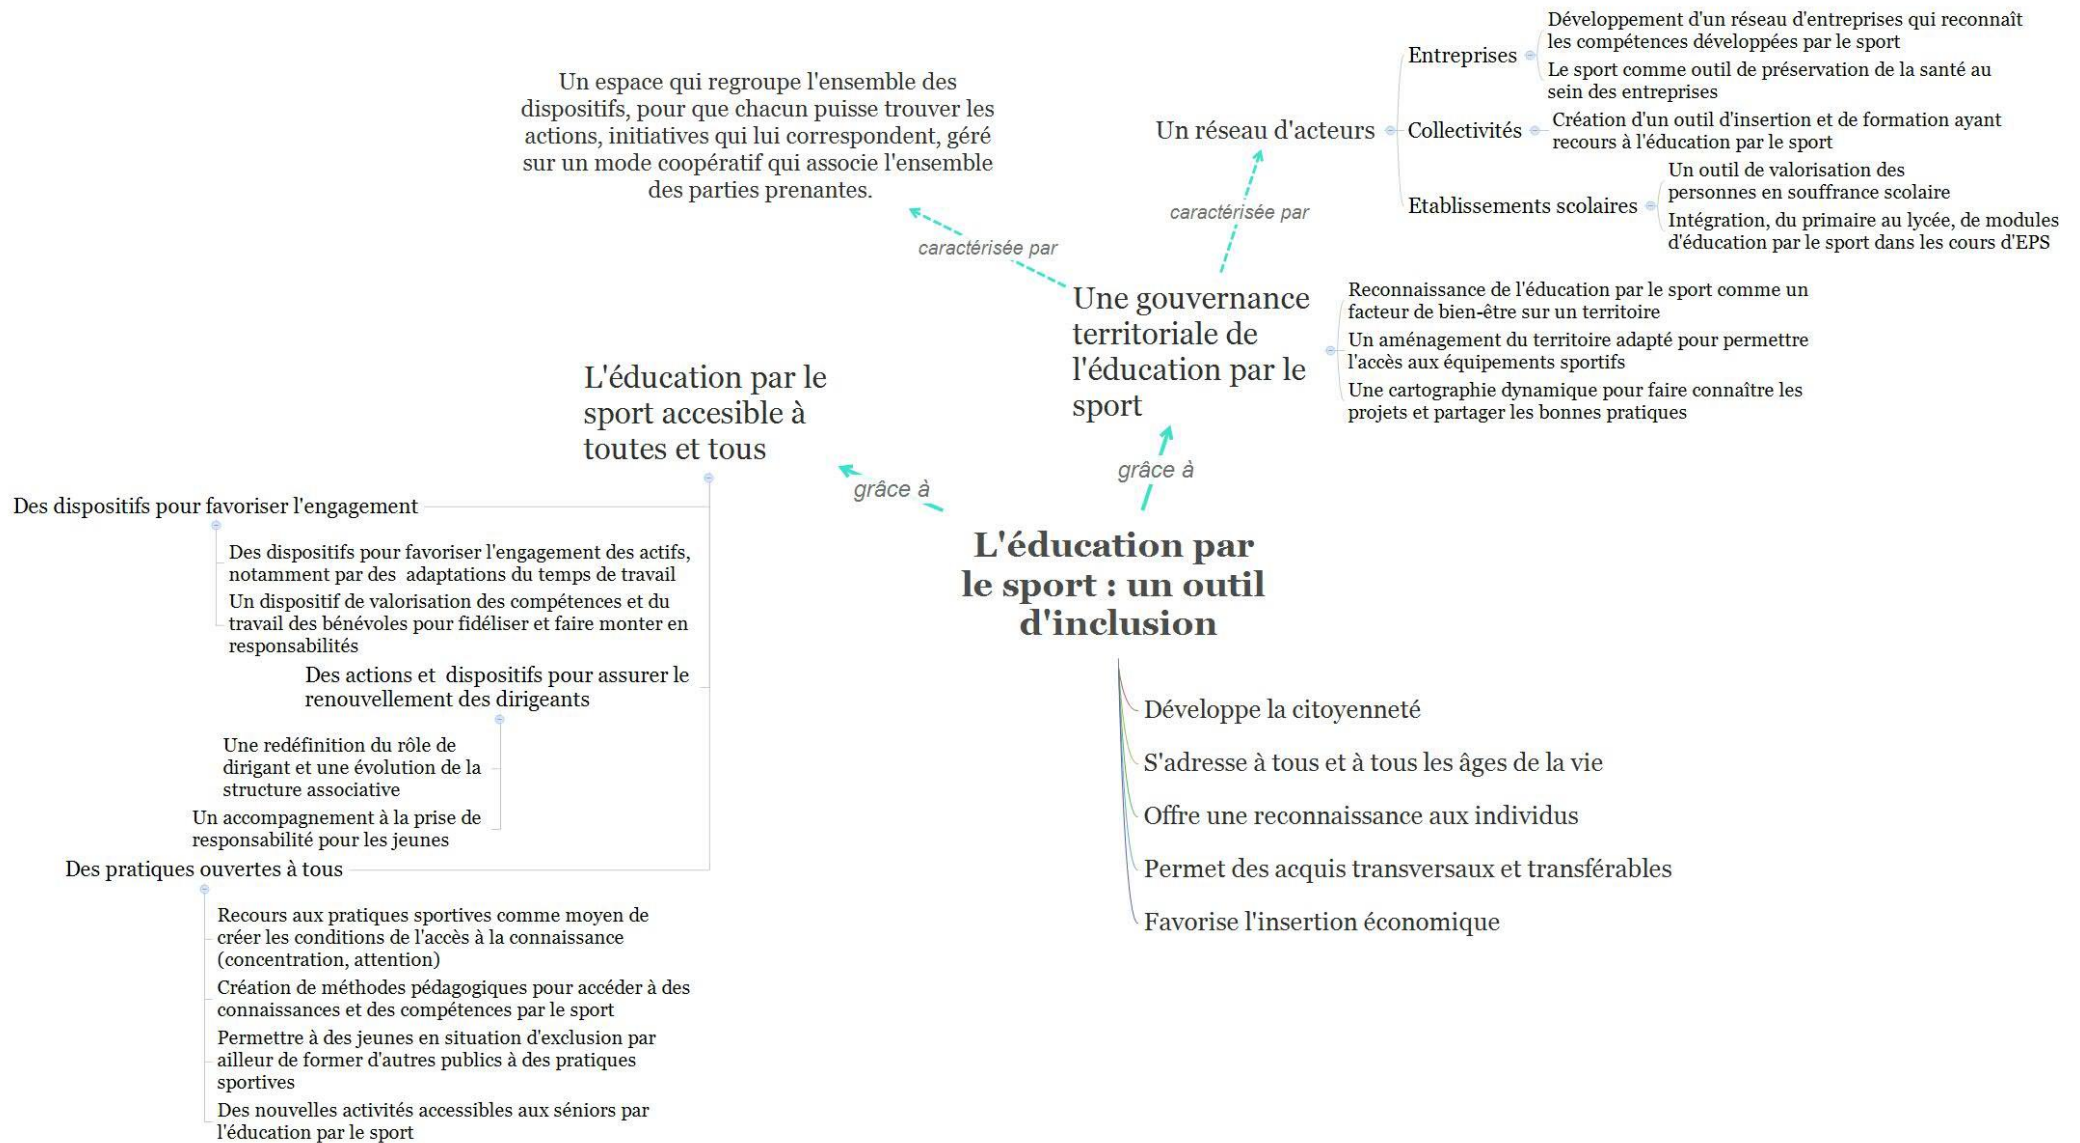 Développement d'un réseau d'entreprises qui reconnaît
les compétences développées par le sport
Entreprises
Le sport comme outil de préservation de la santé au
sein des entreprises
Un réseau d'acteurs
Collectivités
Création d'un outil d'insertion et de formation ayant
recours à l'éducation par le sport
Etablissements scolaires
Un outil de valorisation des
personnes en souffrance scolaire
Intégration, du primaire au lycée, de modules
d'éducation par le sport dans les cours d'EPS
Un espace qui regroupe l'ensemble des
dispositifs, pour que chacun puisse trouver les
actions, initiatives qui lui correspondent, géré
sur un mode coopératif qui associe l'ensemble
des parties prenantes.
caractérisée par
caractérisée par
Une gouvernance
territoriale de
l'éducation par le
sport
Reconnaissance de l'éducation par le sport comme un
facteur de bien-être sur un territoire
Un aménagement du territoire adapté pour permettre
l'accès aux équipements sportifs
Une cartographie dynamique pour faire connaître les
projets et partager les bonnes pratiques
L'éducation par le
sport accesible à
toutes et tous
grâce à
grâce à
L'éducation par
le sport : un outil
d'inclusion
Développe la citoyenneté
S'adresse à tous et à tous les âges de la vie
Offre une reconnaissance aux individus
Permet des acquis transversaux et transférables
Favorise l'insertion économique
Des dispositifs pour favoriser l'engagement
Des dispositifs pour favoriser l'engagement des actifs,
notamment par des  adaptations du temps de travail
Un dispositif de valorisation des compétences et du
travail des bénévoles pour fidéliser et faire monter en
responsabilités
Des actions et  dispositifs pour assurer le
renouvellement des dirigeants
Une redéfinition du rôle de
dirigant et une évolution de la
structure associative
Un accompagnement à la prise de
responsabilité pour les jeunes
Des pratiques ouvertes à tous
Recours aux pratiques sportives comme moyen de
créer les conditions de l'accès à la connaissance
(concentration, attention)
Création de méthodes pédagogiques pour accéder à des
connaissances et des compétences par le sport
Permettre à des jeunes en situation d'exclusion par
ailleur de former d'autres publics à des pratiques
sportives
Des nouvelles activités accessibles aux séniors par
l'éducation par le sport